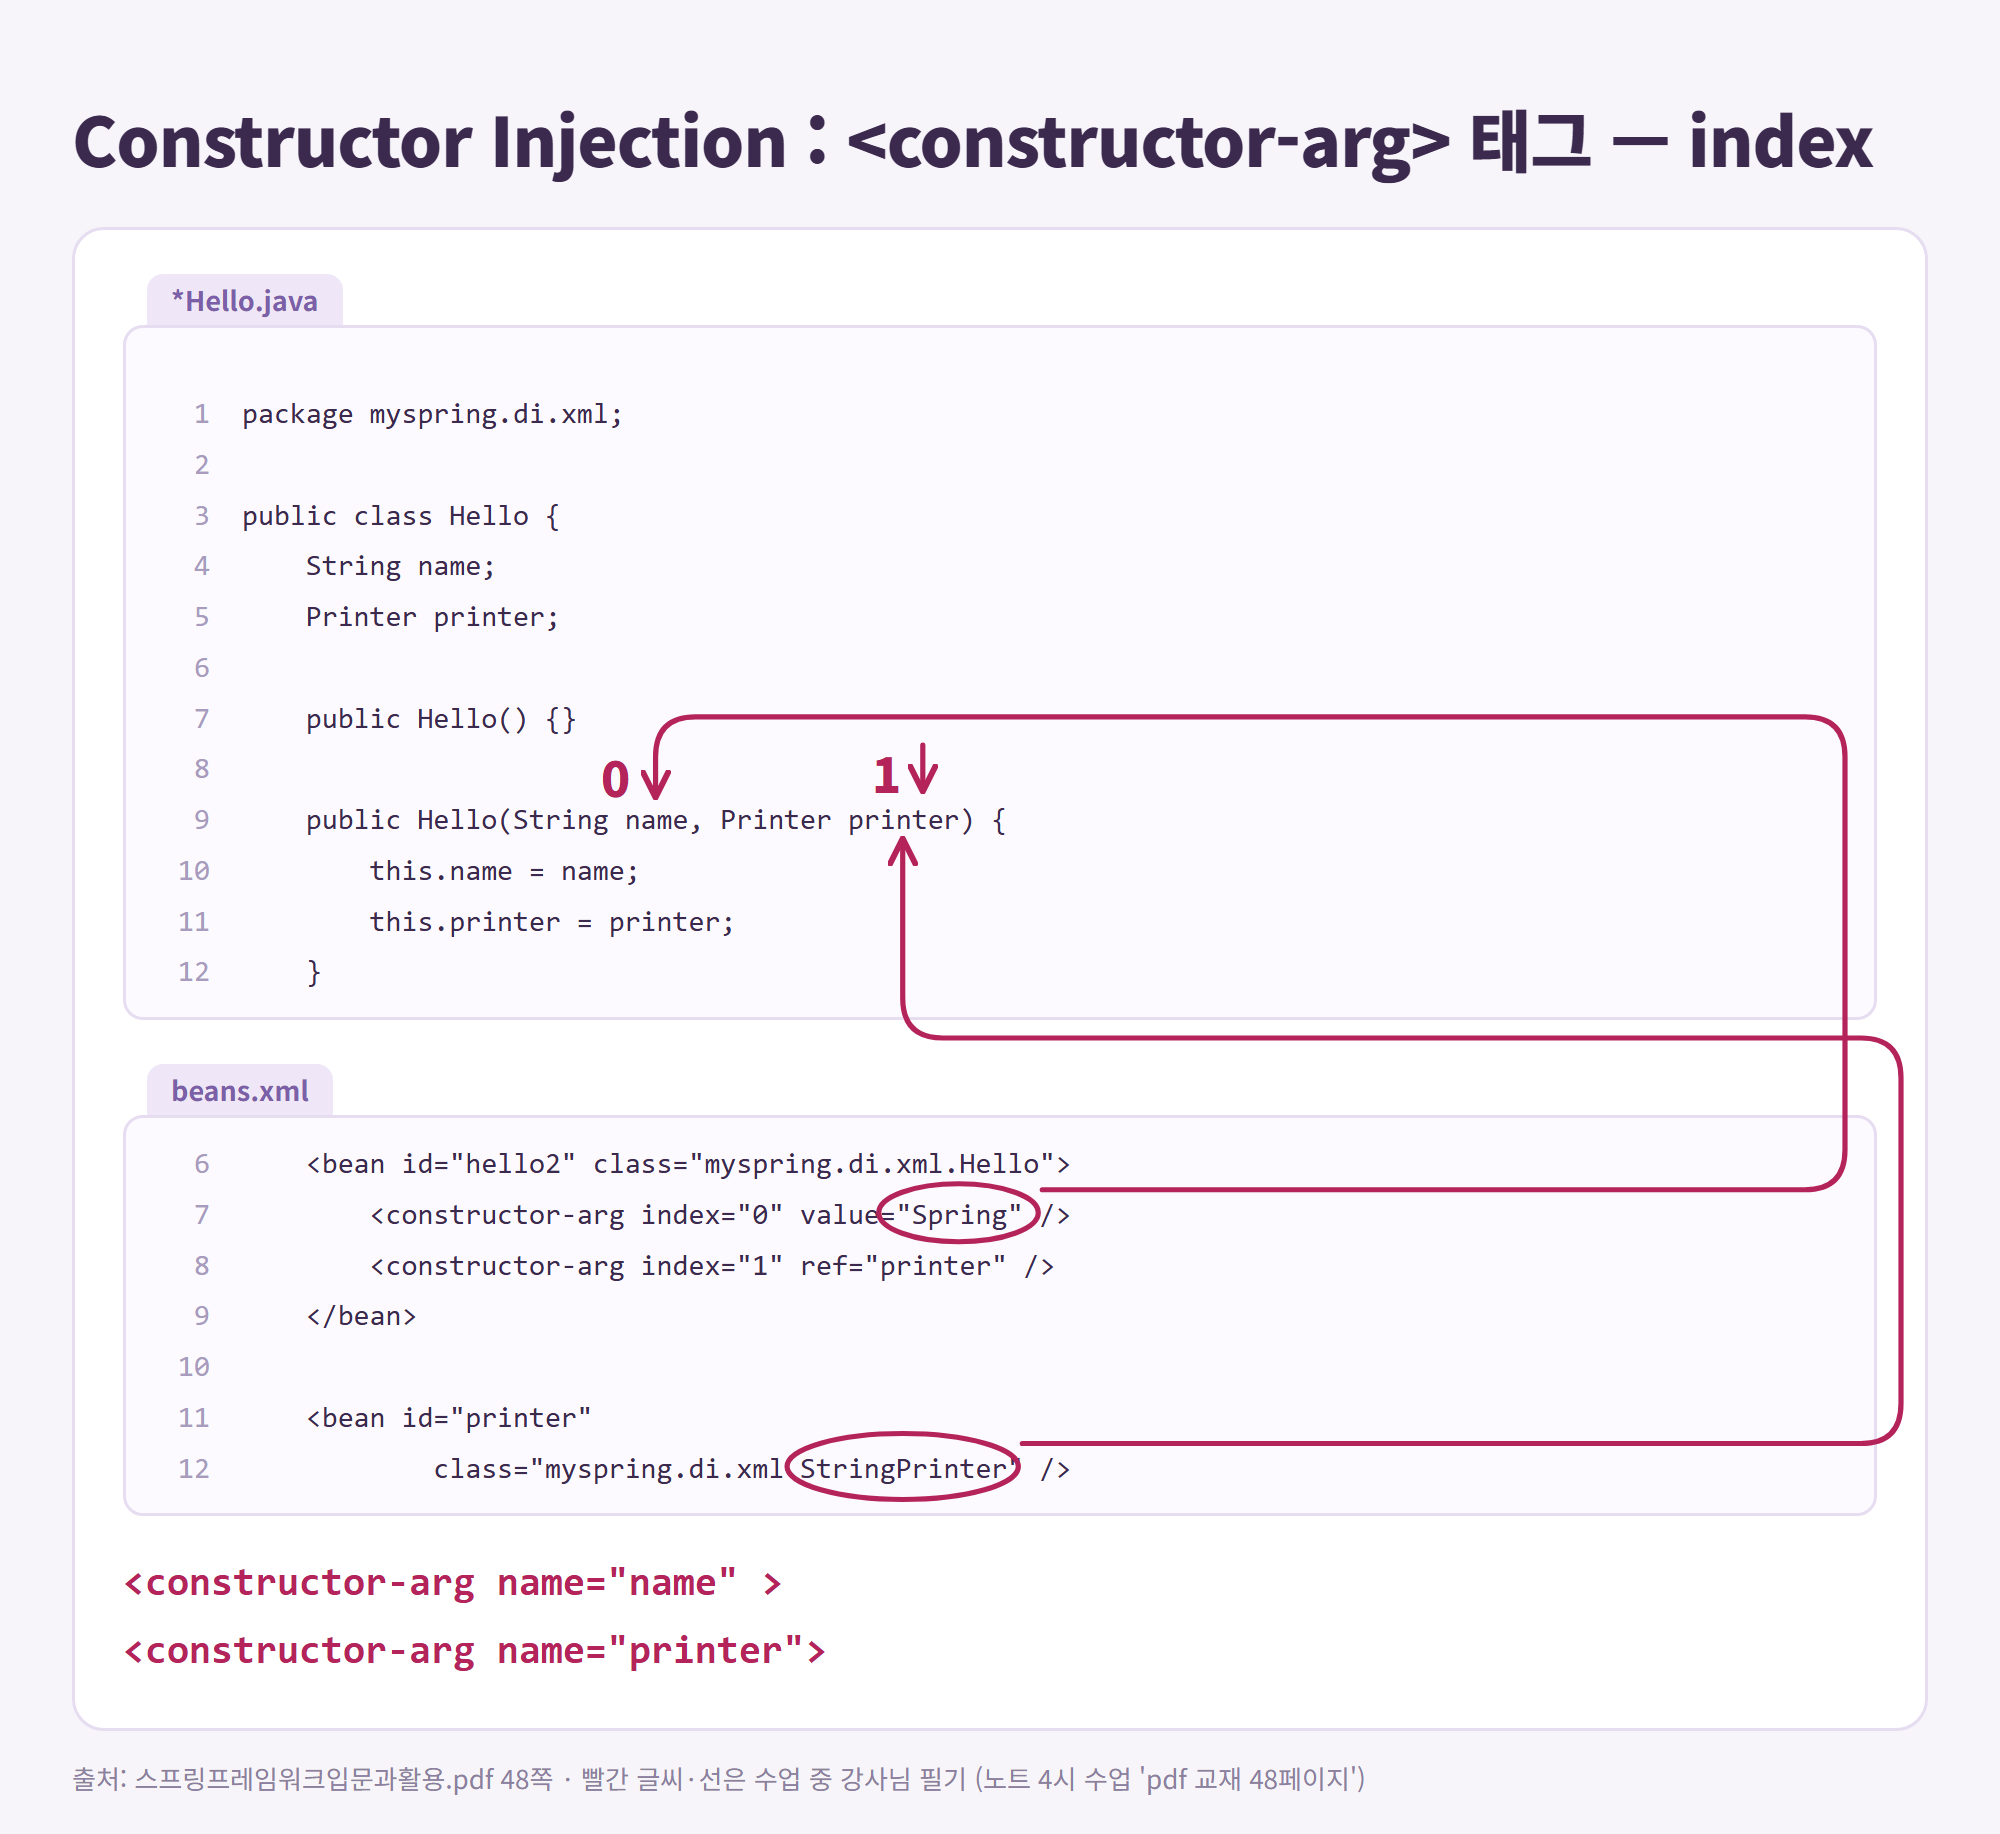 Constructor Injection : <constructor-arg> 태그 — index
*Hello.java
1 package myspring.di.xml;
2
3 public class Hello {
4     String name;
5     Printer printer;
6
7     public Hello() {}
0 1
8
9     public Hello(String name, Printer printer) {
10         this.name = name;
11         this.printer = printer;
12     }
beans.xml
6     <bean id="hello2" class="myspring.di.xml.Hello">
7         <constructor-arg index="0" value="Spring" />
8         <constructor-arg index="1" ref="printer" />
9     </bean>
10
11     <bean id="printer"
12             class="myspring.di.xml.StringPrinter" />
<constructor-arg name="name" >
<constructor-arg name="printer">
출처: 스프링프레임워크입문과활용.pdf 48쪽 · 빨간 글씨·선은 수업 중 강사님 필기 (노트 4시 수업 'pdf 교재 48페이지')